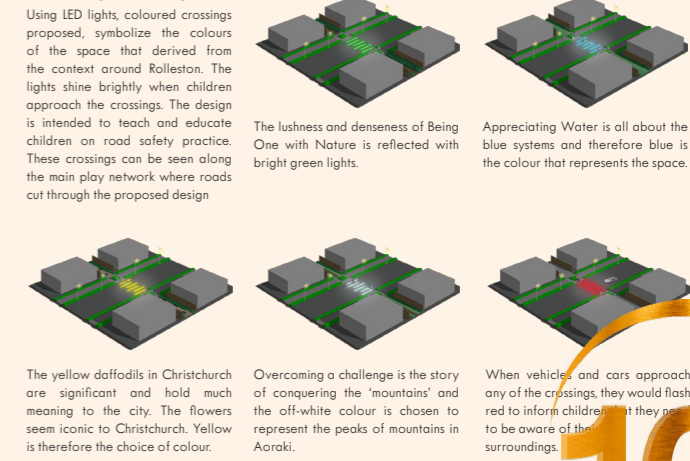 Using LED lights, coloured crossings
proposed, symbolize the colours
of the space that derived from
the context around Rolleston. The
lights shine brightly when children
approach the crossings. The design
is intended to teach and educate
children on road safety practice.
These crossings can be seen along
the main play network where roads
cut through the proposed design
The lushness and denseness of Being
One with Nature is reflected with
bright green lights.
Appreciating Water is all about the
blue systems and therefore blue is
the colour that represents the space.
The yellow daffodils in Christchurch
are significant and hold much
meaning to the city. The flowers
seem iconic to Christchurch. Yellow
is therefore the choice of colour.
Overcoming a challenge is the story
of conquering the ‘mountains’ and
the off-white colour is chosen to
represent the peaks of mountains in
Aoraki.
When vehicles and cars approach
any of the crossings, they would flash
red to inform children they
to be aware of
surroundings.
10